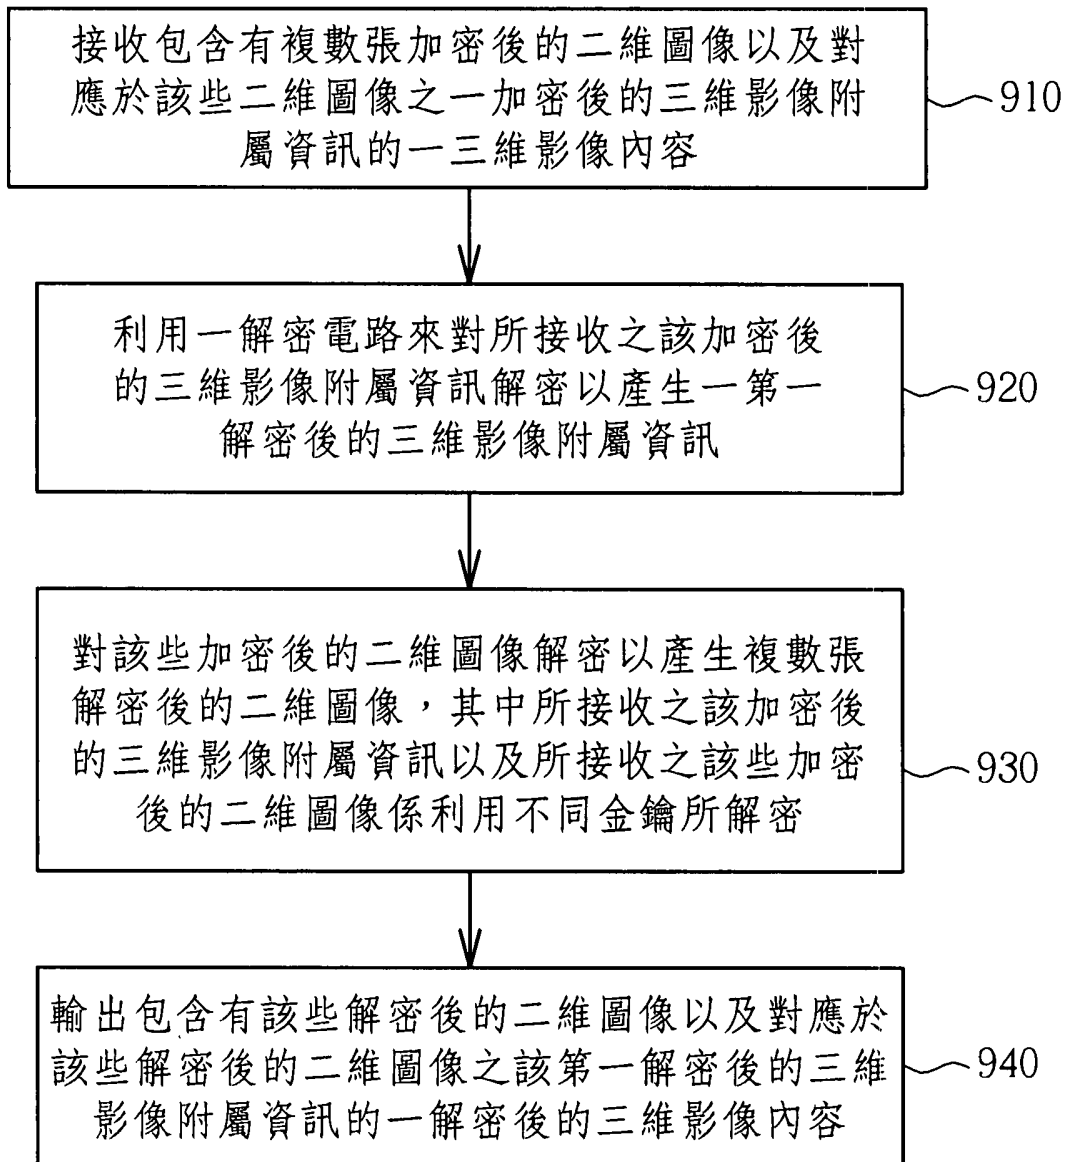 接收包含有複數張加密後的二維圖像以及對
應於該些二維圖像之一加密後的三維影像附
屬資訊的一三維影像內容
910
利用一解密電路來對所接收之該加密後
的三維影像附屬資訊解密以產生一第一
解密後的三維影像附屬資訊
920
對該些加密後的二維圖像解密以產生複數張
解密後的二維圖像，其中所接收之該加密後
的三維影像附屬資訊以及所接收之該些加密
後的二維圖像係利用不同金鑰所解密
930
輸出包含有該些解密後的二維圖像以及對應於
該些解密後的二維圖像之該第一解密後的三維
影像附屬資訊的一解密後的三維影像內容
940